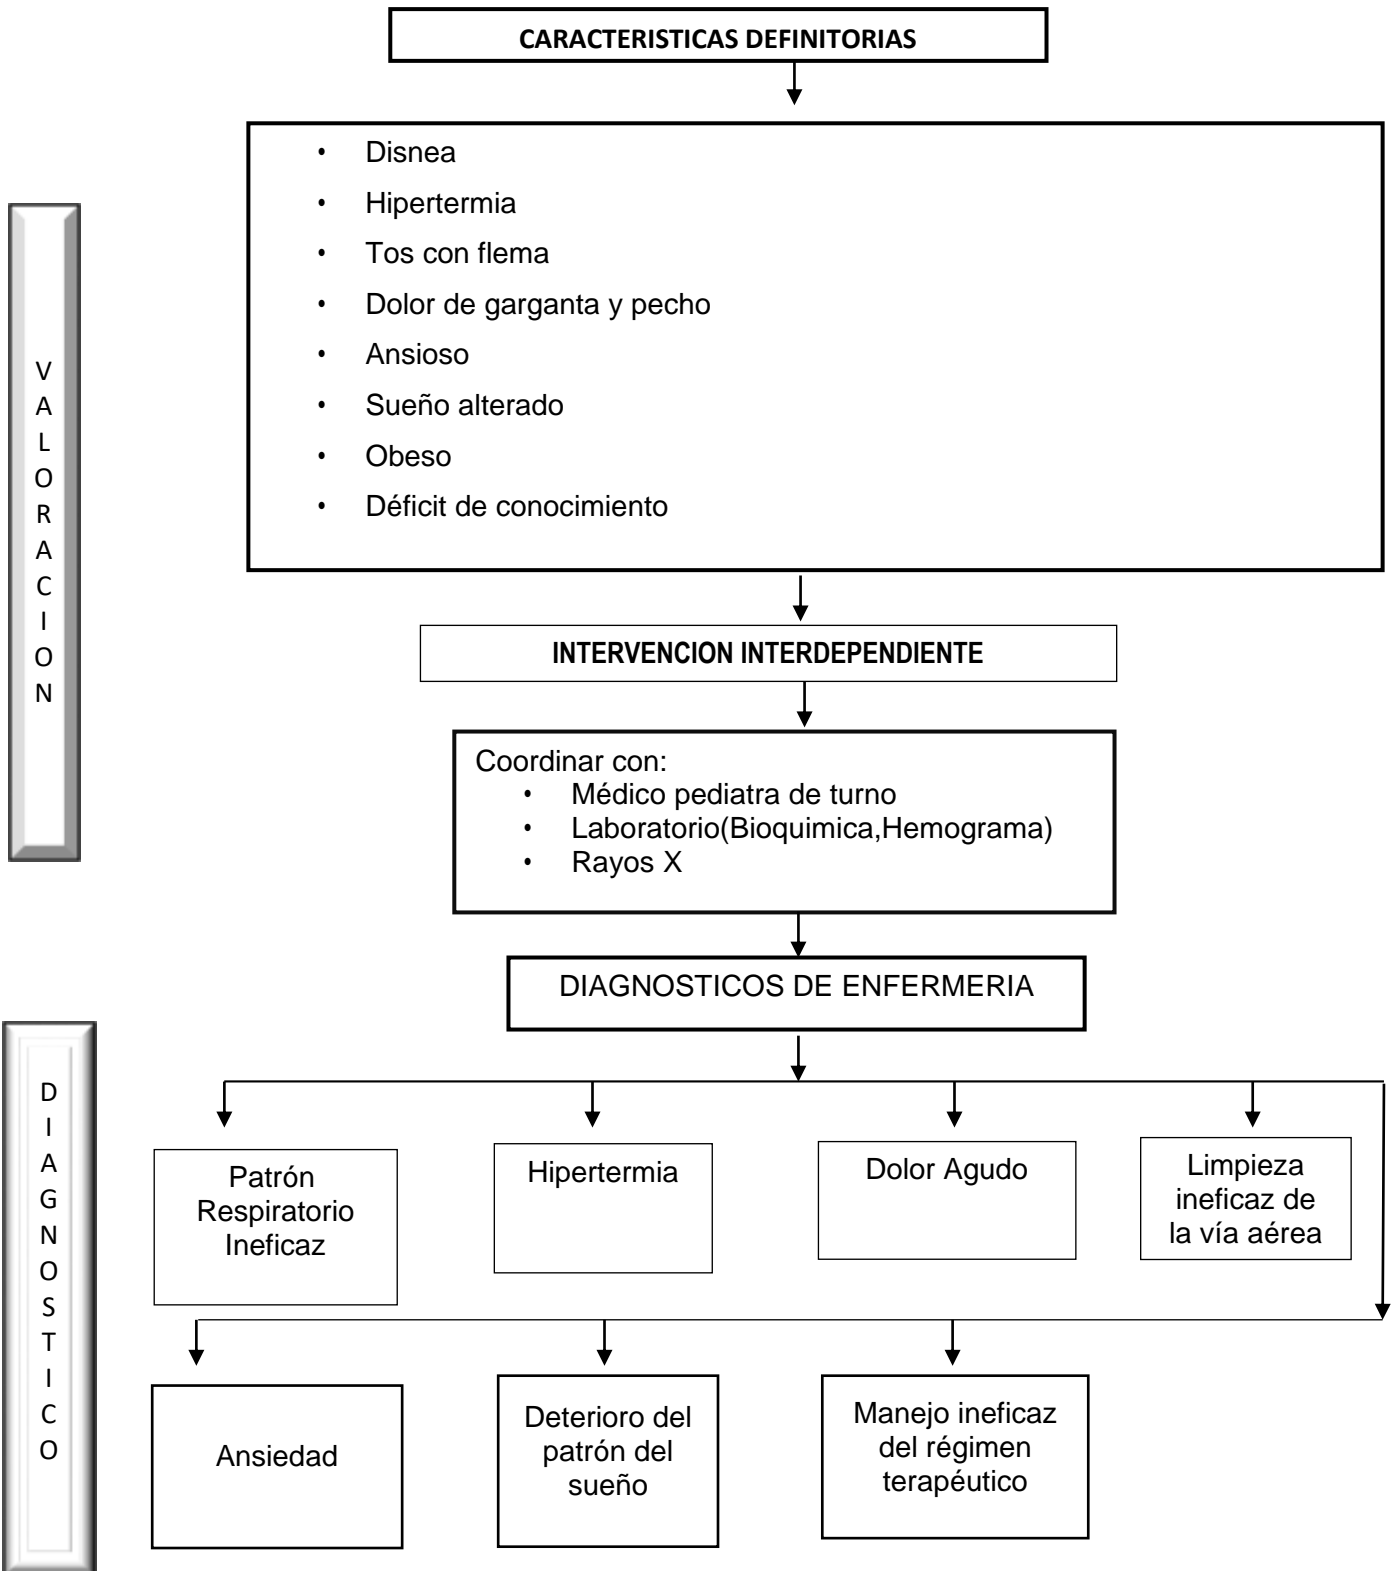 CARACTERISTICAS DEFINITORIAS
• Disnea
• Hipertermia
• Tos con flema
• Dolor de garganta y pecho
• Ansioso
• Sueño alterado
• Obeso
• Déficit de conocimiento
V
A
L
O
R
A
C
I
O
N
INTERVENCION INTERDEPENDIENTE
Coordinar con:
• Médico pediatra de turno
• Laboratorio(Bioquimica,Hemograma)
• Rayos X
DIAGNOSTICOS DE ENFERMERIA
D
I
A
G
N
O
S
T
I
C
O
Patrón
Respiratorio
Ineficaz
Hipertermia
Dolor Agudo
Limpieza
ineficaz de
la vía aérea
Ansiedad
Deterioro del
patrón del
sueño
Manejo ineficaz
del régimen
terapéutico